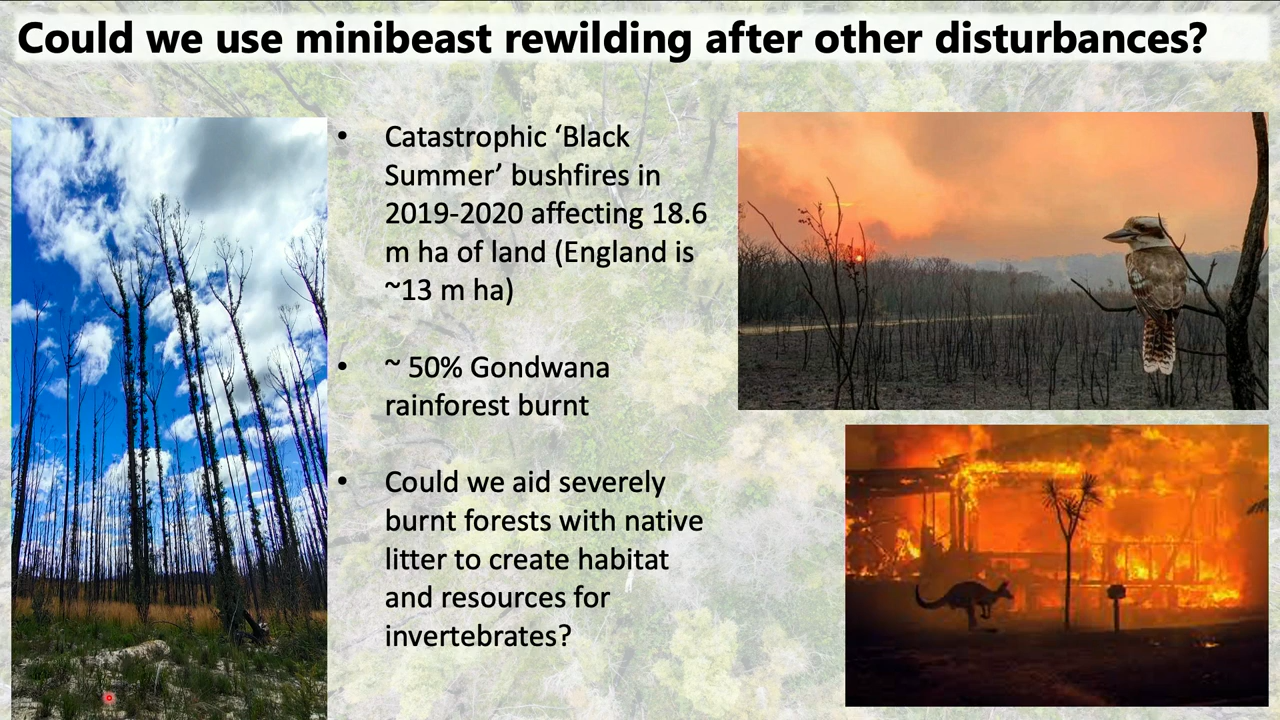 Could we use minibeast rewilding after other disturbances?
• Catastrophic ‘Black
Summer’ bushfires in
2019-2020 affecting 18.6
m ha of land (England is
~13 m ha)
• ~ 50% Gondwana
rainforest burnt
• Could we aid severely
burnt forests with native
litter to create habitat
and resources for
invertebrates?